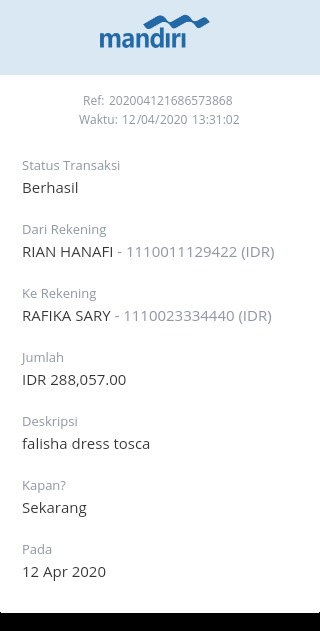 mandiri
Ref: 202004121686573868
Waktu: 12/04/2020 13:31:02
Status Transaksi
Berhasil
Dari Rekening
RIAN HANAFI - 1110011129422 (IDR)
Ke Rekening
RAFIKA SARY - 1110023334440 (IDR)
Jumlah
IDR 288,057.00
Deskripsi
falisha dress tosca
Kapan?
Sekarang
Pada
12 Apr 2020